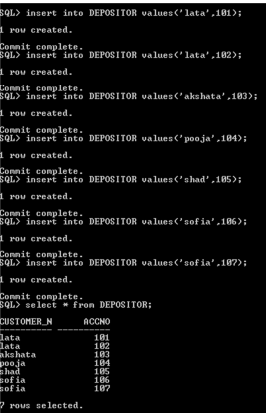 SQL> insert into DEPOSITOR values('lata',101);
1 row created.
Commit complete.
SQL> insert into DEPOSITOR values('lata',102);
1 row created.
Commit complete.
SQL> insert into DEPOSITOR values('akshata',103);
1 row created.
Commit complete.
SQL> insert into DEPOSITOR values('pooja',104);
1 row created.
Commit complete.
SQL> insert into DEPOSITOR values('shad',105);
1 row created.
Commit complete.
SQL> insert into DEPOSITOR values('sofia',106);
1 row created.
Commit complete.
SQL> insert into DEPOSITOR values('sofia',107);
1 row created.
Commit complete.
SQL> select * from DEPOSITOR;
CUSTOMER_N ACCNO
---------- ----------
lata 101
lata 102
akshata 103
pooja 104
shad 105
sofia 106
sofia 107
7 rows selected.